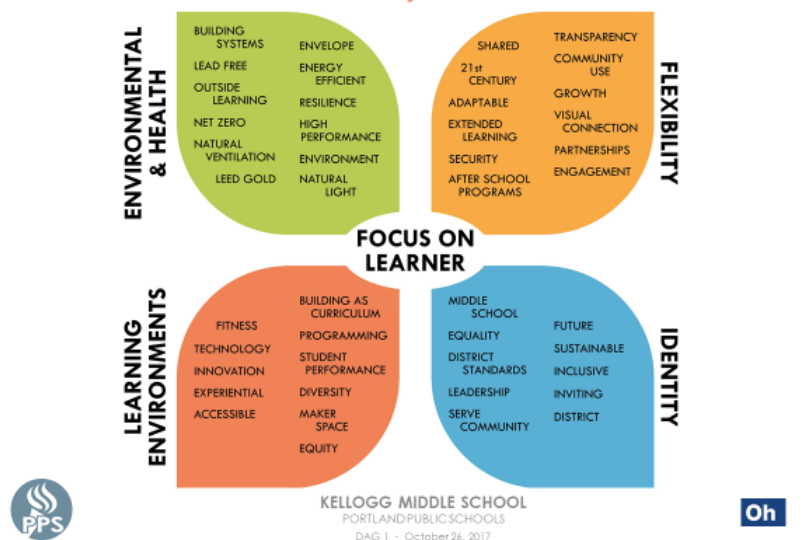 ENVIRONMENTAL
& HEALTH
BUILDING
SYSTEMS
LEAD FREE
OUTSIDE
LEARNING
NET ZERO
NATURAL
VENTILATION
LEED GOLD
ENVELOPE
ENERGY
EFFICIENT
RESILIENCE
HIGH
PERFORMANCE
ENVIRONMENT
NATURAL
LIGHT
SHARED
21st
CENTURY
ADAPTABLE
EXTENDED
LEARNING
SECURITY
AFTER SCHOOL
PROGRAMS
TRANSPARENCY
COMMUNITY
USE
GROWTH
VISUAL
CONNECTION
PARTNERSHIPS
ENGAGEMENT
FLEXIBILITY
FOCUS ON
LEARNER
LEARNING
ENVIRONMENTS
FITNESS
TECHNOLOGY
INNOVATION
EXPERIENTIAL
ACCESSIBLE
BUILDING AS
CURRICULUM
PROGRAMMING
STUDENT
PERFORMANCE
DIVERSITY
MAKER
SPACE
EQUITY
MIDDLE
SCHOOL
EQUALITY
DISTRICT
STANDARDS
LEADERSHIP
SERVE
COMMUNITY
FUTURE
SUSTAINABLE
INCLUSIVE
INVITING
DISTRICT
IDENTITY
PPS
KELLOGG MIDDLE SCHOOL
PORTLAND PUBLIC SCHOOLS
DAG I - October 26, 2017
Oh